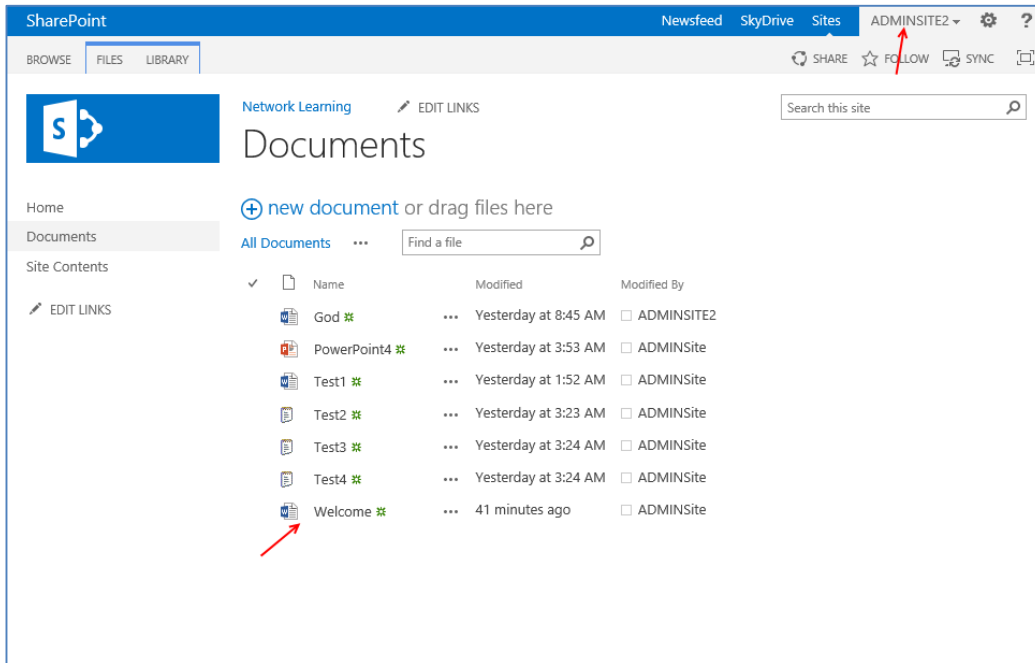 SharePoint Newsfeed SkyDrive Sites ADMINSITE2 ?
BROWSE FILES LIBRARY SHARE FOLLOW SYNC
S
Network Learning EDIT LINKS Search this site
Documents
Home
Documents
Site Contents
EDIT LINKS
new document or drag files here
All Documents ... Find a file
Name Modified Modified By
God ... Yesterday at 8:45 AM ADMINSITE2
PowerPoint4 ... Yesterday at 3:53 AM ADMINSite
Test1 ... Yesterday at 1:52 AM ADMINSite
Test2 ... Yesterday at 3:23 AM ADMINSite
Test3 ... Yesterday at 3:24 AM ADMINSite
Test4 ... Yesterday at 3:24 AM ADMINSite
Welcome ... 41 minutes ago ADMINSite